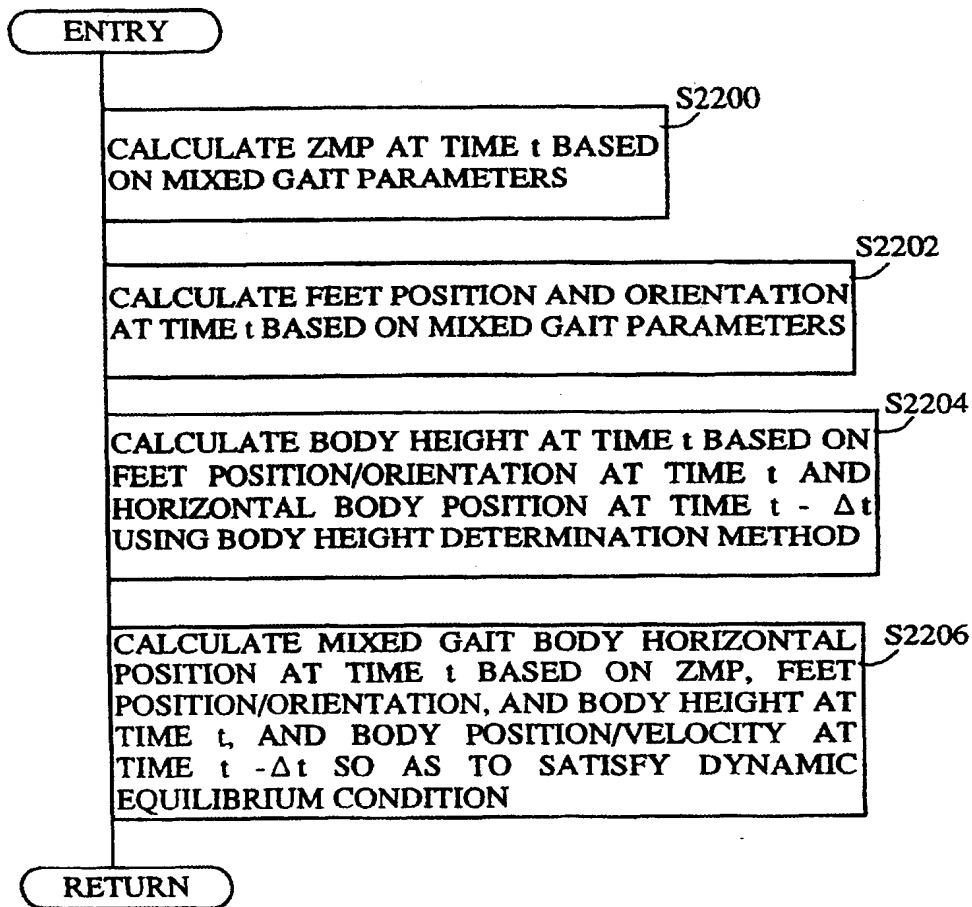 ENTRY
S2200
CALCULATE ZMP AT TIME t BASED
ON MIXED GAIT PARAMETERS
S2202
CALCULATE FEET POSITION AND ORIENTATION
AT TIME t BASED ON MIXED GAIT PARAMETERS
S2204
CALCULATE BODY HEIGHT AT TIME t BASED ON
FEET POSITION/ORIENTATION AT TIME t AND
HORIZONTAL BODY POSITION AT TIME t - Δt
USING BODY HEIGHT DETERMINATION METHOD
S2206
CALCULATE MIXED GAIT BODY HORIZONTAL
POSITION AT TIME t BASED ON ZMP, FEET
POSITION/ORIENTATION, AND BODY HEIGHT AT
TIME t, AND BODY POSITION/VELOCITY AT
TIME t -Δt SO AS TO SATISFY DYNAMIC
EQUILIBRIUM CONDITION
RETURN